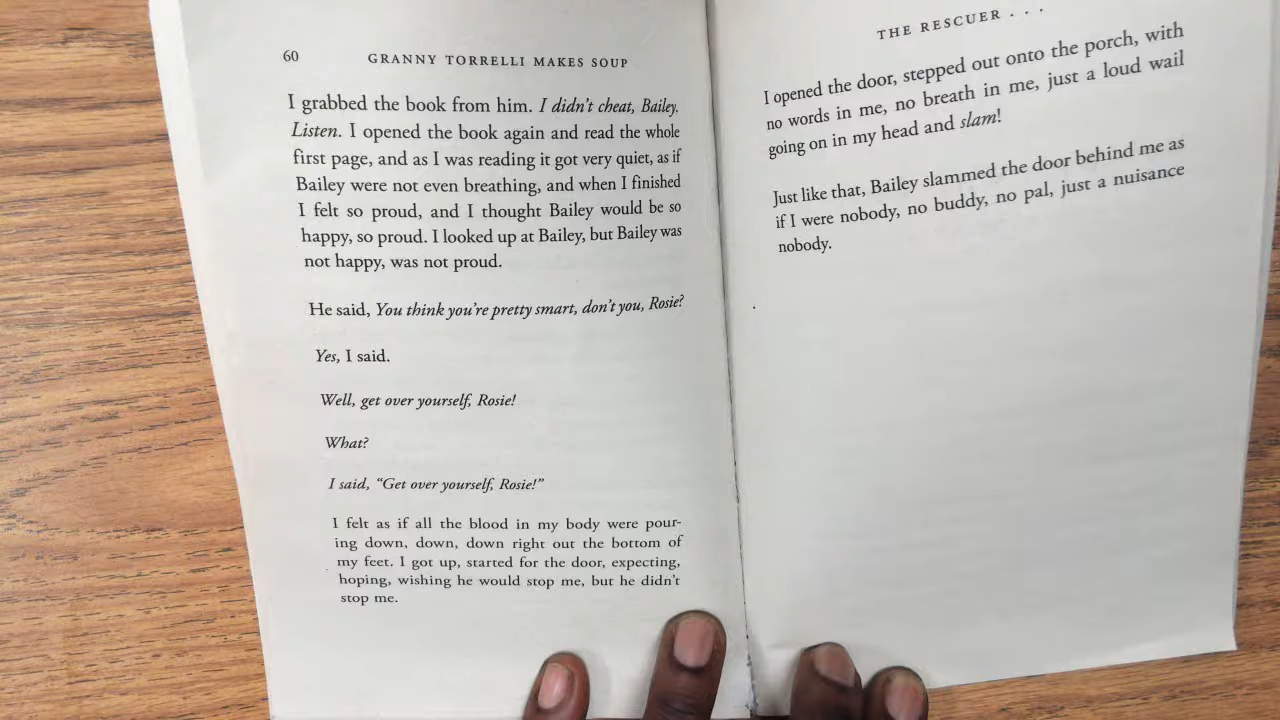 60 GRANNY TORRELLI MAKES SOUP
I grabbed the book from him. I didn't cheat, Bailey.
Listen. I opened the book again and read the whole
first page, and as I was reading it got very quiet, as if
Bailey were not even breathing, and when I finished
I felt so proud, and I thought Bailey would be so
happy, so proud. I looked up at Bailey, but Bailey was
not happy, was not proud.
He said, You think you're pretty smart, don't you, Rosie?
Yes, I said.
Well, get over yourself, Rosie!
What?
I said, “Get over yourself, Rosie!”
I felt as if all the blood in my body were pour-
ing down, down, down right out the bottom of
my feet. I got up, started for the door, expecting,
hoping, wishing he would stop me, but he didn't
stop me.
THE RESCUER . . .
I opened the door, stepped out onto the porch, with
no words in me, no breath in me, just a loud wail
going on in my head and slam!
Just like that, Bailey slammed the door behind me as
if I were nobody, no buddy, no pal, just a nuisance
nobody.